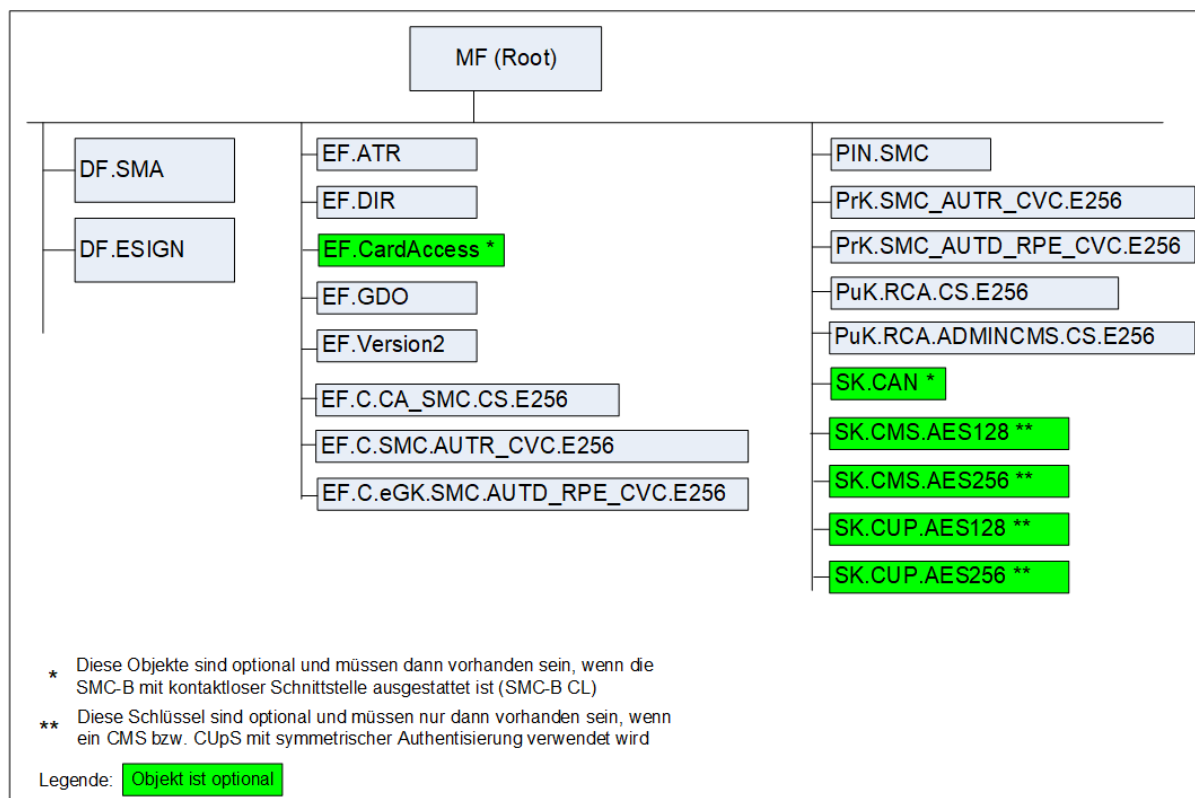 MF (Root)
DF.SMA
DF.ESIGN
EF.ATR
EF.DIR
EF.CardAccess *
EF.GDO
EF.Version2
EF.C.CA_SMC.CS.E256
EF.C.SMC.AUTR_CVC.E256
EF.C.eGK.SMC.AUTD_RPE_CVC.E256
PIN.SMC
PrK.SMC_AUTR_CVC.E256
PrK.SMC_AUTD_RPE_CVC.E256
PuK.RCA.CS.E256
PuK.RCA.ADMINCMS.CS.E256
SK.CAN *
SK.CMS.AES128 **
SK.CMS.AES256 **
SK.CUP.AES128 **
SK.CUP.AES256 **
* Diese Objekte sind optional und müssen dann vorhanden sein, wenn die
SMC-B mit kontaktloser Schnittstelle ausgestattet ist (SMC-B CL)
** Diese Schlüssel sind optional und müssen nur dann vorhanden sein, wenn
ein CMS bzw. CUpS mit symmetrischer Authentisierung verwendet wird
Legende: Objekt ist optional